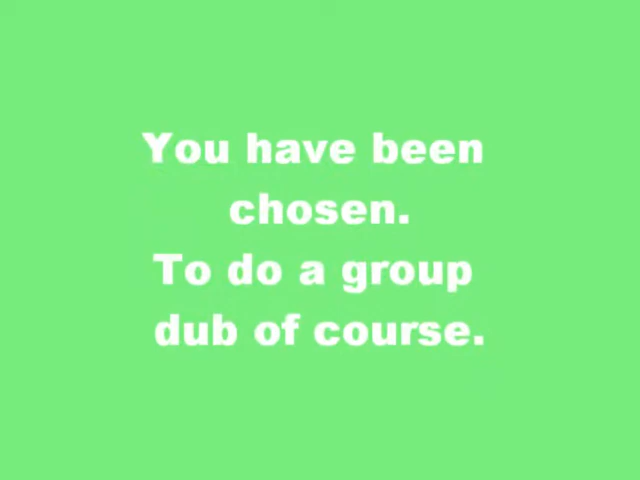 You have been
chosen.
To do a group
dub of course.